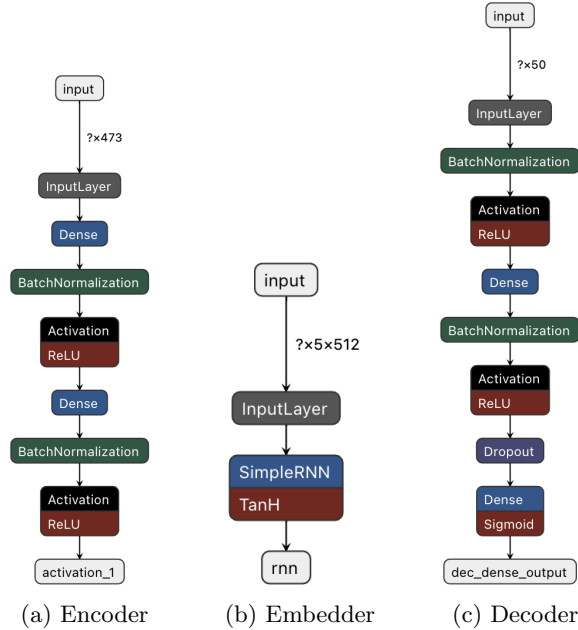 input
?×473
InputLayer
Dense
BatchNormalization
Activation
ReLU
Dense
BatchNormalization
Activation
ReLU
activation_1
(a) Encoder
input
?×5×512
InputLayer
SimpleRNN
TanH
rnn
(b) Embedder
input
?×50
InputLayer
BatchNormalization
Activation
ReLU
Dense
BatchNormalization
Activation
ReLU
Dropout
Dense
Sigmoid
dec_dense_output
(c) Decoder